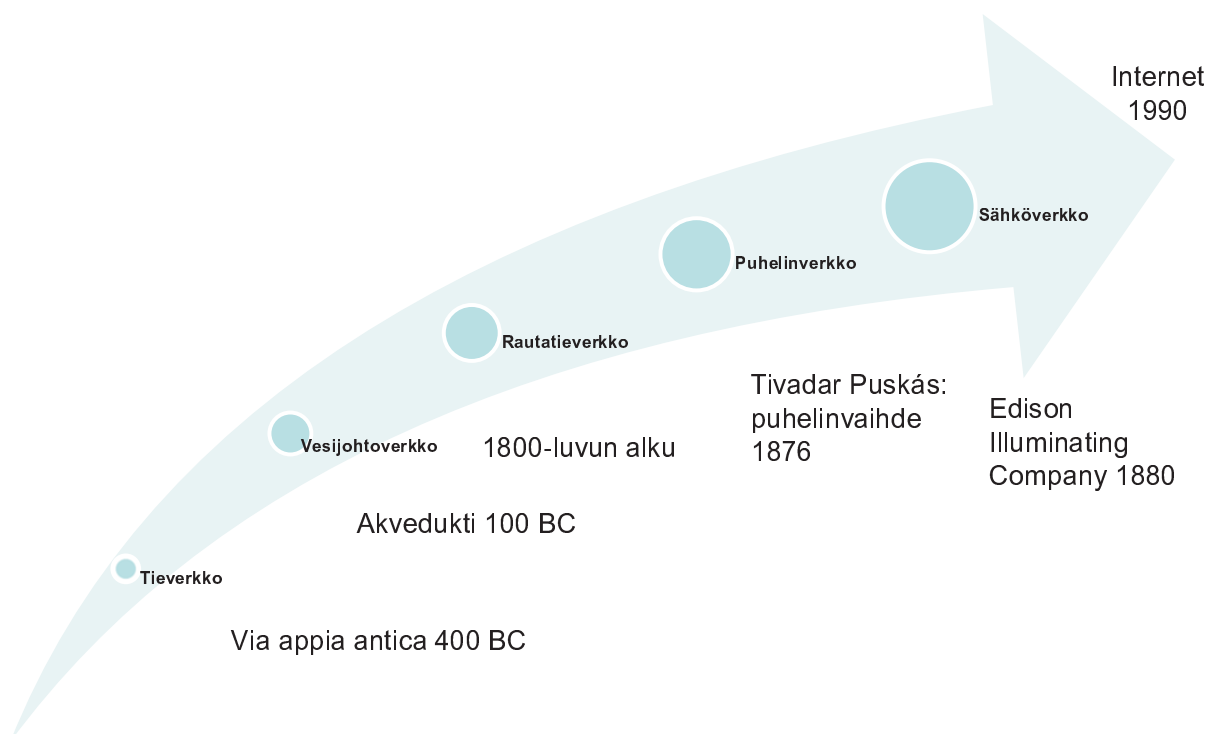 Internet
1990
Sähköverkko
Puhelinverkko
Rautatieverkko
Tivadar Puskás:
puhelinvaihde
1876
Edison
Illuminating
Company 1880
Vesijohtoverkko
1800-luvun alku
Akvedukti 100 BC
Tieverkko
Via appia antica 400 BC